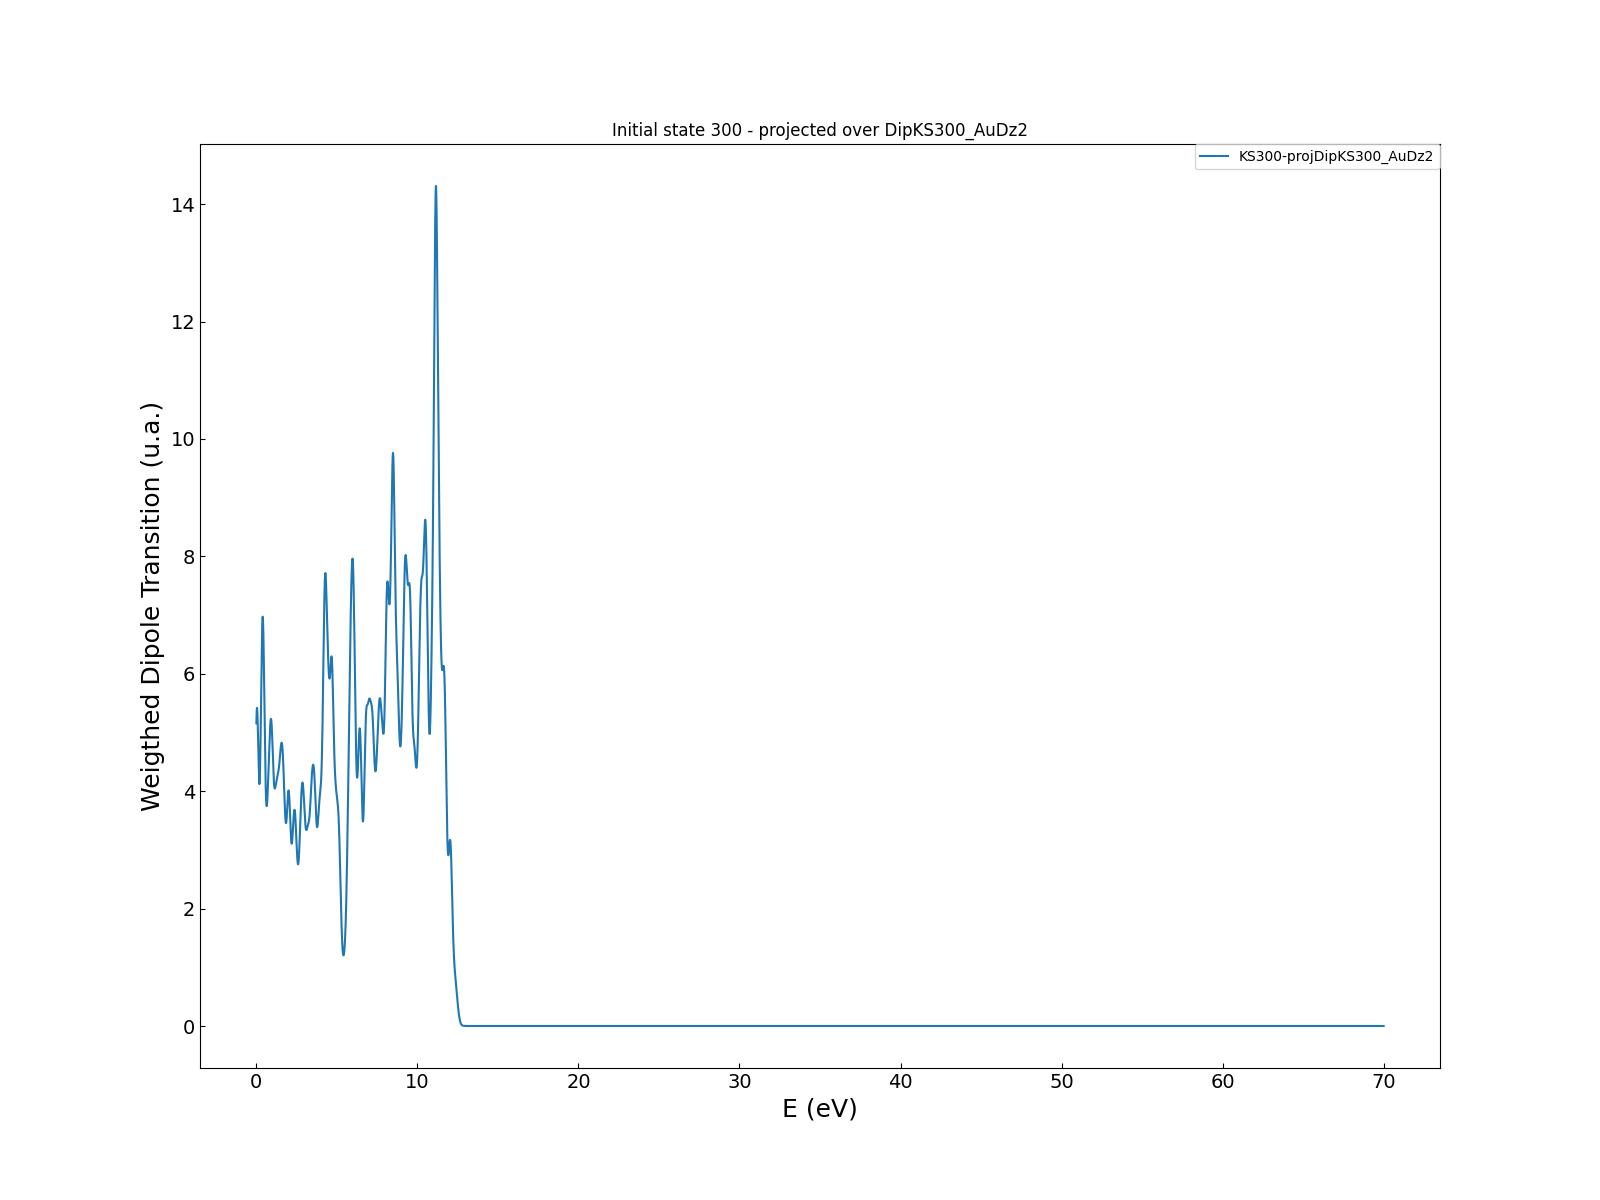 Initial state 300 - projected over DipKS300_AuDz2
KS300-projDipKS300_AuDz2
14
12
10
8
6
4
2
0
Weigthed Dipole Transition (u.a.)
0 10 20 30 40 50 60 70
E (eV)